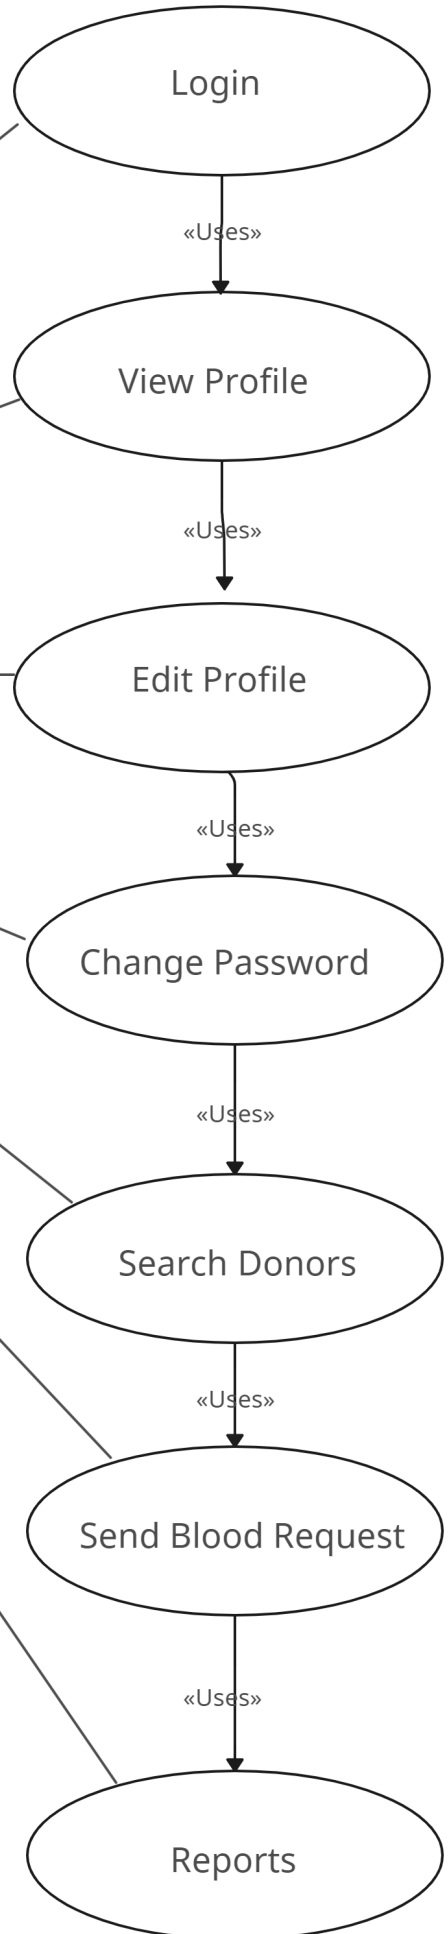 Login
«Uses»
View Profile
«Uses»
Edit Profile
«Uses»
Change Password
«Uses»
Search Donors
«Uses»
Send Blood Request
«Uses»
Reports